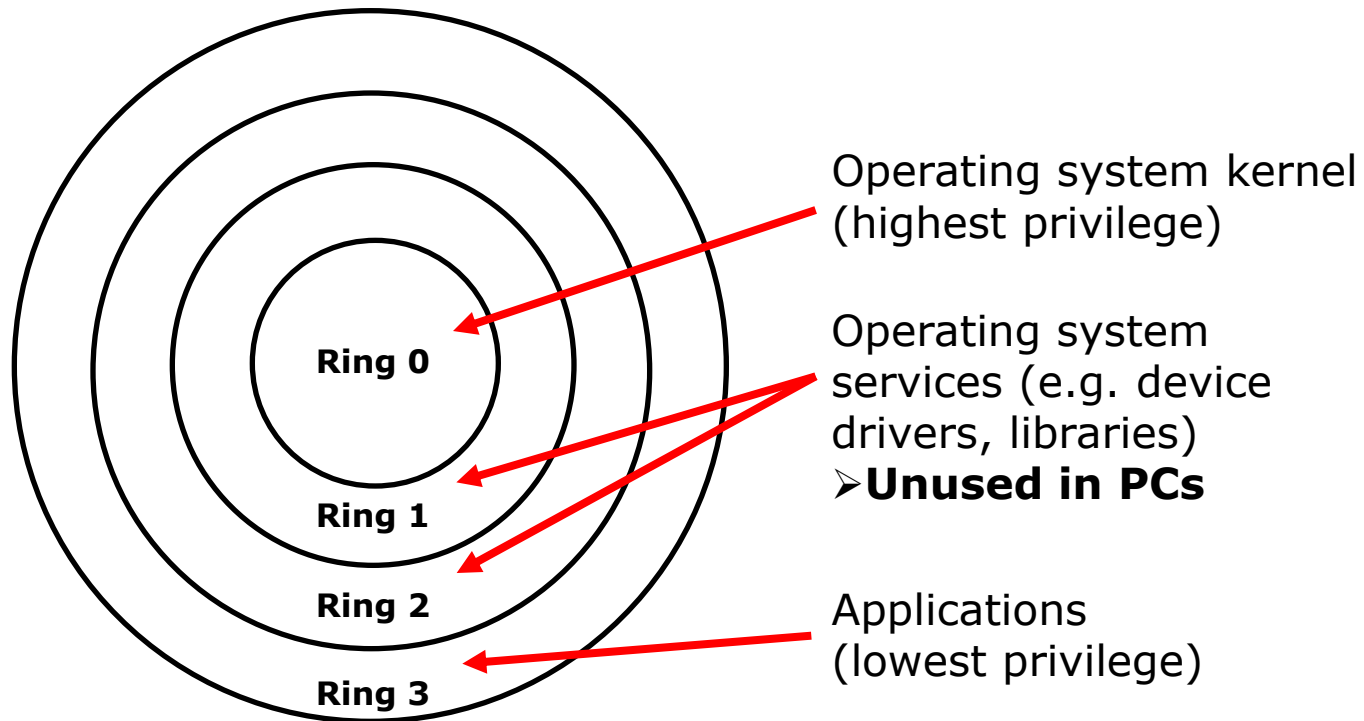 Operating system kernel
(highest privilege)
Operating system
services (e.g. device
drivers, libraries)
➢Unused in PCs
Applications
(lowest privilege)
Ring 0
Ring 1
Ring 2
Ring 3